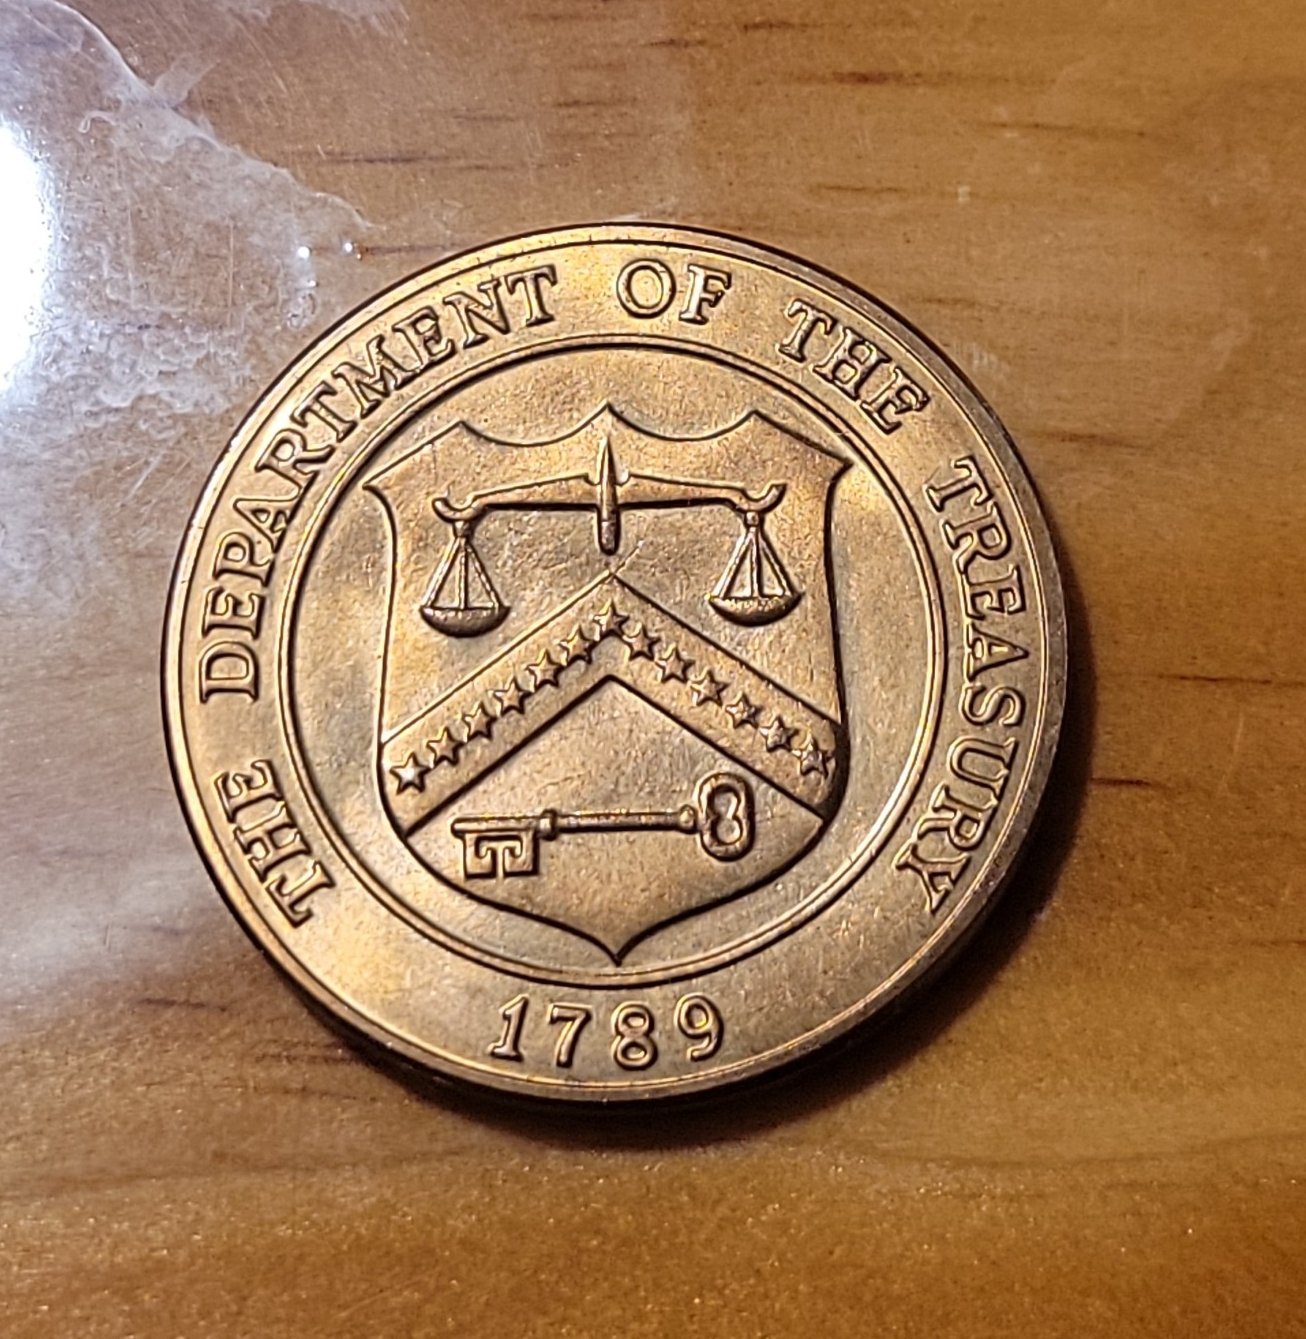 THE DEPARTMENT OF THE TREASURY
1789